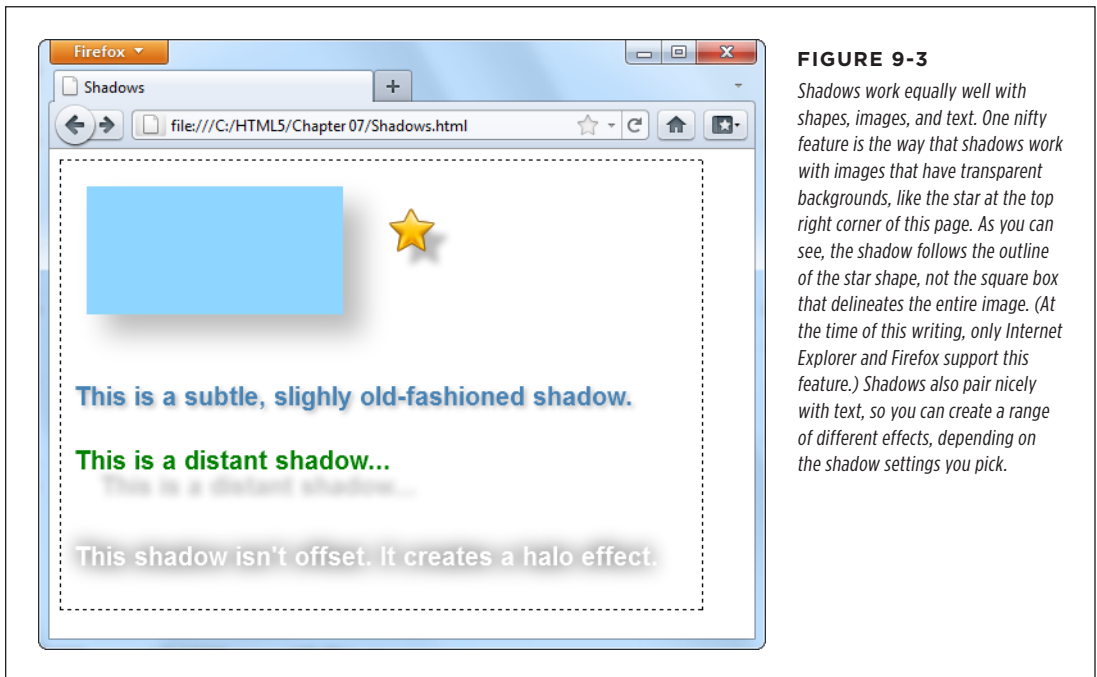 Firefox
Shadows
file:///C:/HTML5/Chapter 07/Shadows.html
This is a subtle, slighly old-fashioned shadow.
This is a distant shadow...
This is a distant shadow...
This shadow isn't offset. It creates a halo effect.
FIGURE 9-3
Shadows work equally well with
shapes, images, and text. One nifty
feature is the way that shadows work
with images that have transparent
backgrounds, like the star at the top
right corner of this page. As you can
see, the shadow follows the outline
of the star shape, not the square box
that delineates the entire image. (At
the time of this writing, only Internet
Explorer and Firefox support this
feature.) Shadows also pair nicely
with text, so you can create a range
of different effects, depending on
the shadow settings you pick.